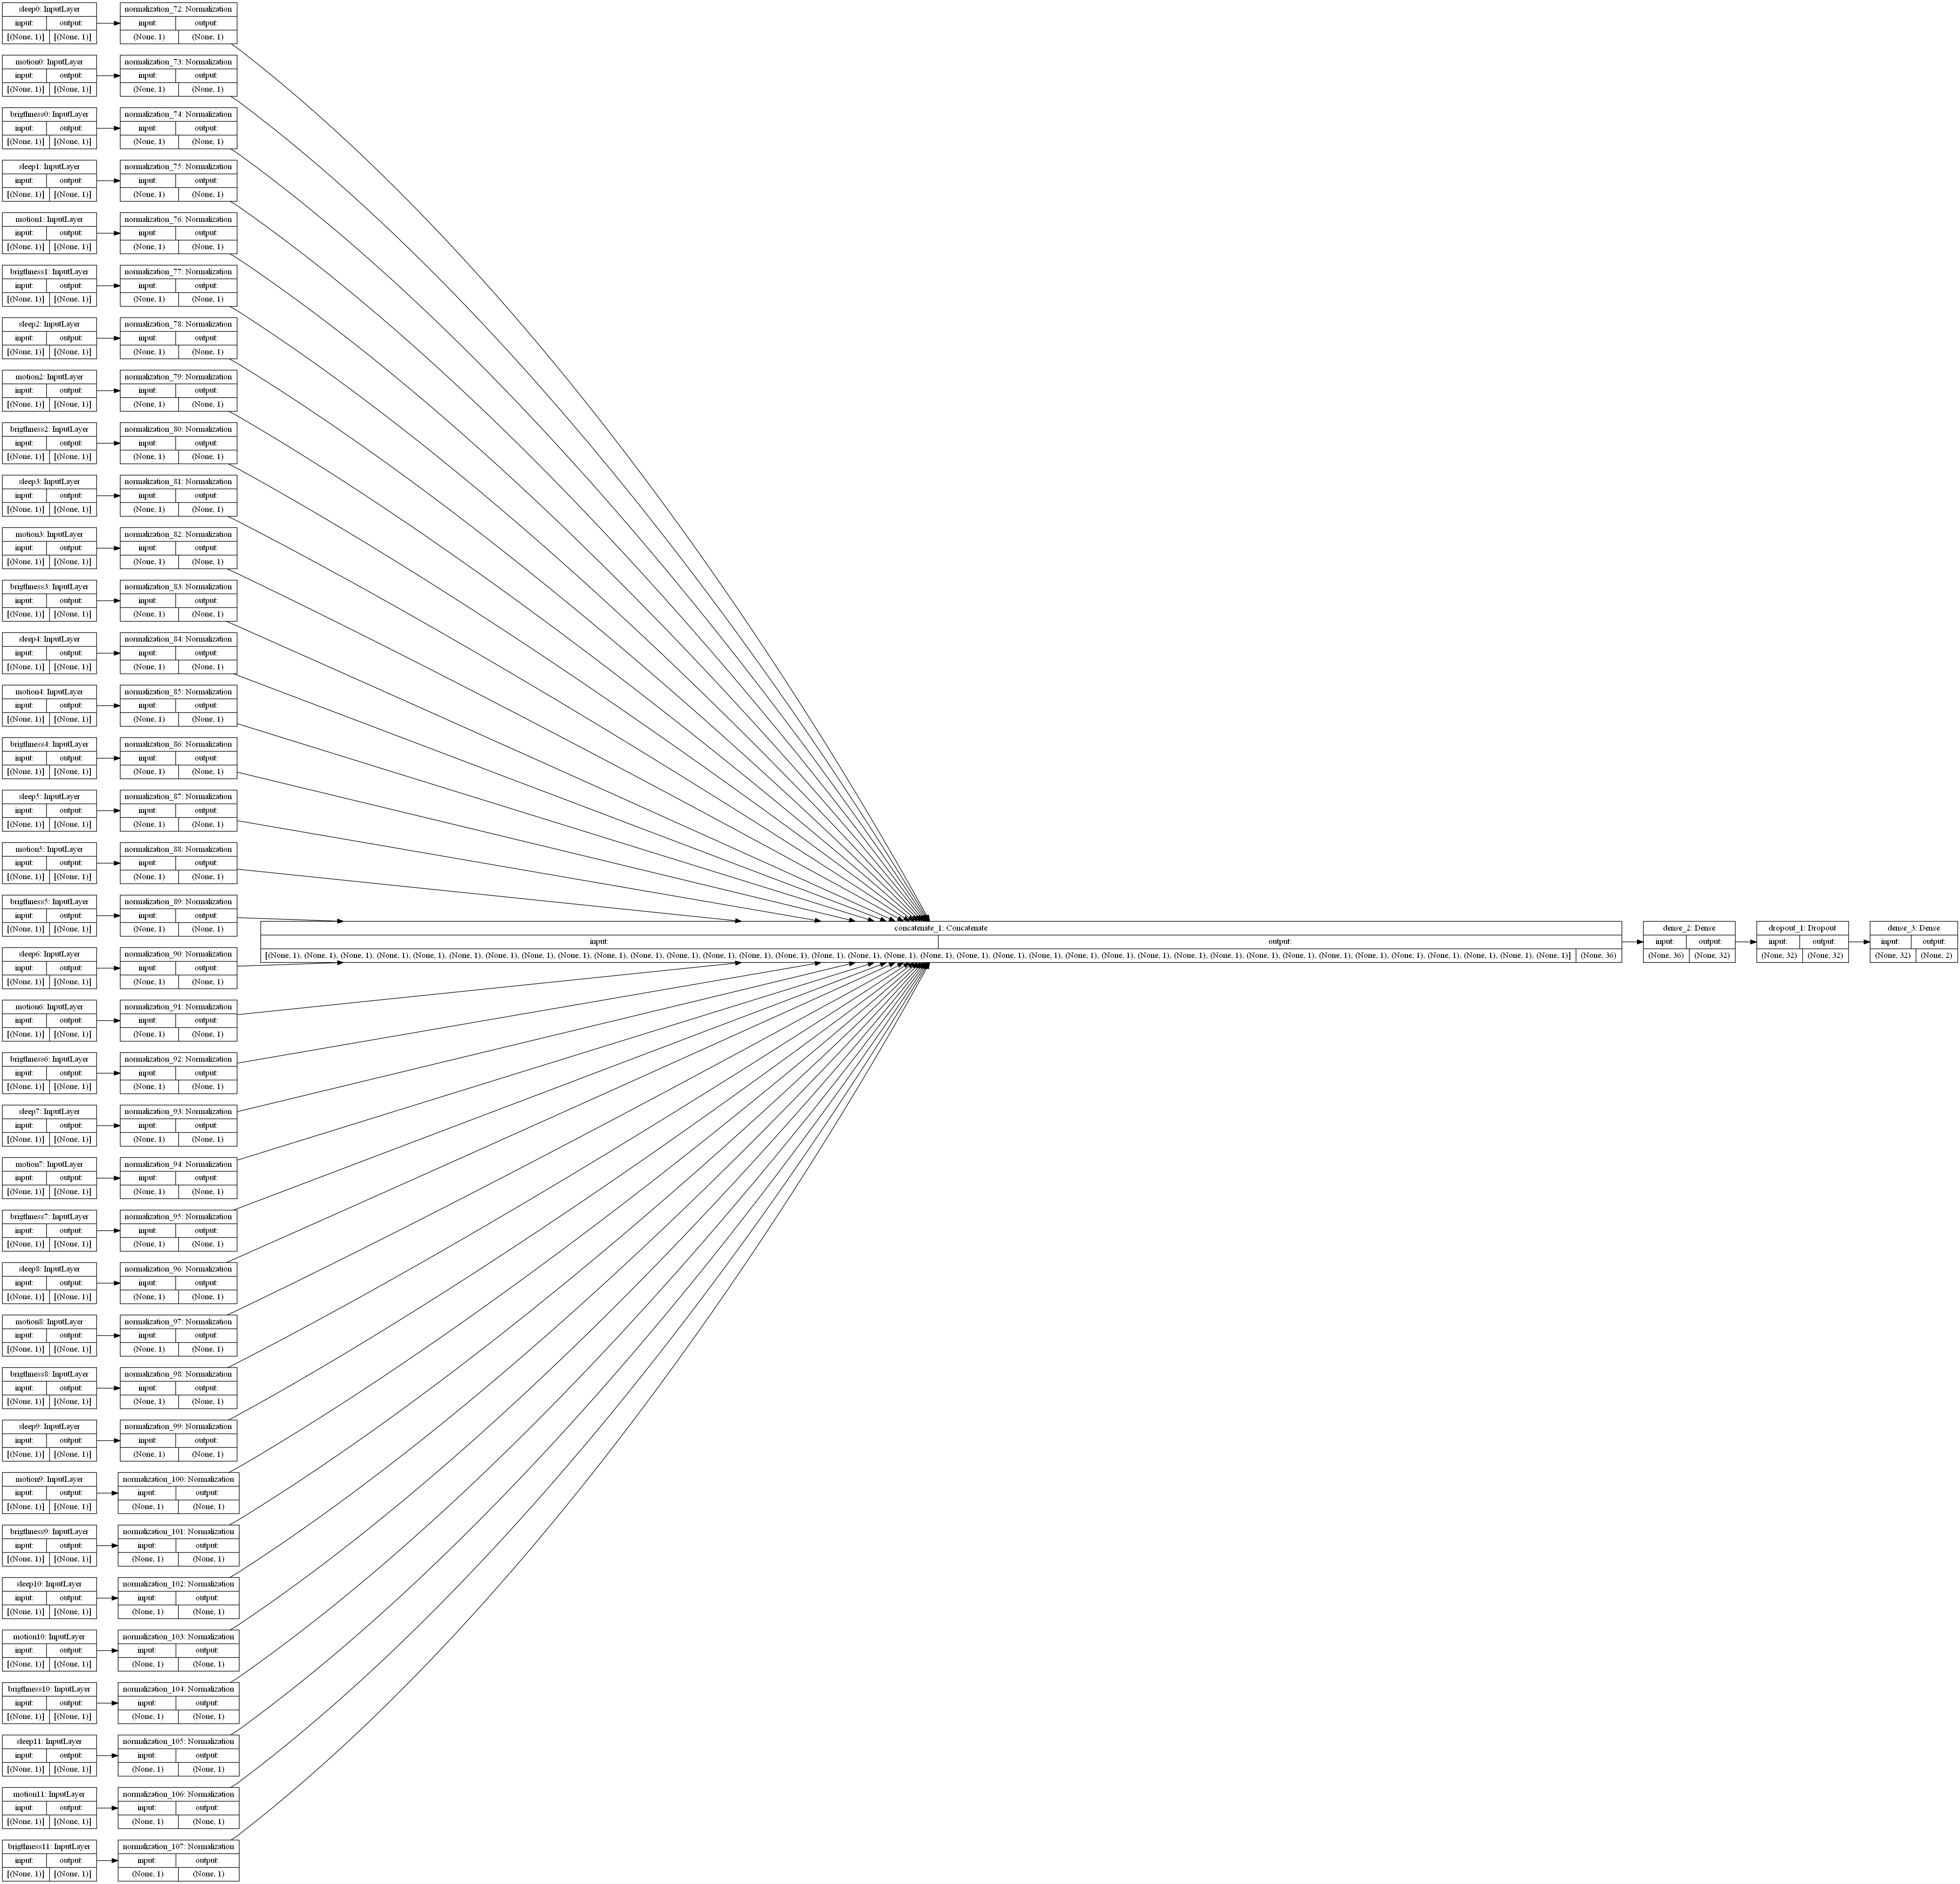 sleep0: InputLayer normalization_72: Normalization
input: output: input: output:
[(None, 1)] [(None, 1)] (None, 1) (None, 1)
motion0: InputLayer normalization_73: Normalization
input: output: input: output:
[(None, 1)] [(None, 1)] (None, 1) (None, 1)
brigthness0: InputLayer normalization_74: Normalization
input: output: input: output:
[(None, 1)] [(None, 1)] (None, 1) (None, 1)
sleep1: InputLayer normalization_75: Normalization
input: output: input: output:
[(None, 1)] [(None, 1)] (None, 1) (None, 1)
motion1: InputLayer normalization_76: Normalization
input: output: input: output:
[(None, 1)] [(None, 1)] (None, 1) (None, 1)
brigthness1: InputLayer normalization_77: Normalization
input: output: input: output:
[(None, 1)] [(None, 1)] (None, 1) (None, 1)
sleep2: InputLayer normalization_78: Normalization
input: output: input: output:
[(None, 1)] [(None, 1)] (None, 1) (None, 1)
motion2: InputLayer normalization_79: Normalization
input: output: input: output:
[(None, 1)] [(None, 1)] (None, 1) (None, 1)
brigthness2: InputLayer normalization_80: Normalization
input: output: input: output:
[(None, 1)] [(None, 1)] (None, 1) (None, 1)
sleep3: InputLayer normalization_81: Normalization
input: output: input: output:
[(None, 1)] [(None, 1)] (None, 1) (None, 1)
motion3: InputLayer normalization_82: Normalization
input: output: input: output:
[(None, 1)] [(None, 1)] (None, 1) (None, 1)
brigthness3: InputLayer normalization_83: Normalization
input: output: input: output:
[(None, 1)] [(None, 1)] (None, 1) (None, 1)
sleep4: InputLayer normalization_84: Normalization
input: output: input: output:
[(None, 1)] [(None, 1)] (None, 1) (None, 1)
motion4: InputLayer normalization_85: Normalization
input: output: input: output:
[(None, 1)] [(None, 1)] (None, 1) (None, 1)
brigthness4: InputLayer normalization_86: Normalization
input: output: input: output:
[(None, 1)] [(None, 1)] (None, 1) (None, 1)
sleep5: InputLayer normalization_87: Normalization
input: output: input: output:
[(None, 1)] [(None, 1)] (None, 1) (None, 1)
motion5: InputLayer normalization_88: Normalization
input: output: input: output:
[(None, 1)] [(None, 1)] (None, 1) (None, 1)
brigthness5: InputLayer normalization_89: Normalization
input: output: input: output:
[(None, 1)] [(None, 1)] (None, 1) (None, 1)
sleep6: InputLayer normalization_90: Normalization
input: output: input: output:
[(None, 1)] [(None, 1)] (None, 1) (None, 1)
motion6: InputLayer normalization_91: Normalization
input: output: input: output:
[(None, 1)] [(None, 1)] (None, 1) (None, 1)
brigthness6: InputLayer normalization_92: Normalization
input: output: input: output:
[(None, 1)] [(None, 1)] (None, 1) (None, 1)
sleep7: InputLayer normalization_93: Normalization
input: output: input: output:
[(None, 1)] [(None, 1)] (None, 1) (None, 1)
motion7: InputLayer normalization_94: Normalization
input: output: input: output:
[(None, 1)] [(None, 1)] (None, 1) (None, 1)
brigthness7: InputLayer normalization_95: Normalization
input: output: input: output:
[(None, 1)] [(None, 1)] (None, 1) (None, 1)
sleep8: InputLayer normalization_96: Normalization
input: output: input: output:
[(None, 1)] [(None, 1)] (None, 1) (None, 1)
motion8: InputLayer normalization_97: Normalization
input: output: input: output:
[(None, 1)] [(None, 1)] (None, 1) (None, 1)
brigthness8: InputLayer normalization_98: Normalization
input: output: input: output:
[(None, 1)] [(None, 1)] (None, 1) (None, 1)
sleep9: InputLayer normalization_99: Normalization
input: output: input: output:
[(None, 1)] [(None, 1)] (None, 1) (None, 1)
motion9: InputLayer normalization_100: Normalization
input: output: input: output:
[(None, 1)] [(None, 1)] (None, 1) (None, 1)
brigthness9: InputLayer normalization_101: Normalization
input: output: input: output:
[(None, 1)] [(None, 1)] (None, 1) (None, 1)
sleep10: InputLayer normalization_102: Normalization
input: output: input: output:
[(None, 1)] [(None, 1)] (None, 1) (None, 1)
motion10: InputLayer normalization_103: Normalization
input: output: input: output:
[(None, 1)] [(None, 1)] (None, 1) (None, 1)
brigthness10: InputLayer normalization_104: Normalization
input: output: input: output:
[(None, 1)] [(None, 1)] (None, 1) (None, 1)
sleep11: InputLayer normalization_105: Normalization
input: output: input: output:
[(None, 1)] [(None, 1)] (None, 1) (None, 1)
motion11: InputLayer normalization_106: Normalization
input: output: input: output:
[(None, 1)] [(None, 1)] (None, 1) (None, 1)
brigthness11: InputLayer normalization_107: Normalization
input: output: input: output:
[(None, 1)] [(None, 1)] (None, 1) (None, 1)
concatenate_1: Concatenate dense_2: Dense dropout_1: Dropout dense_3: Dense
input: output: input: output: input: output: input: output:
[(None, 1), (None, 1), (None, 1), (None, 1), (None, 1), (None, 1), (None, 1), (None, 1), (None, 1), (None, 1), (None, 1), (None, 1), (None, 1), (None, 1), (None, 1), (None, 1), (None, 1), (None, 1), (None, 1), (None, 1), (None, 1), (None, 1), (None, 1), (None, 1), (None, 1), (None, 1), (None, 1), (None, 1), (None, 1), (None, 1), (None, 1), (None, 1), (None, 1), (None, 1), (None, 1), (None, 1)] (None, 36) (None, 36) (None, 32) (None, 32) (None, 32) (None, 32) (None, 2)